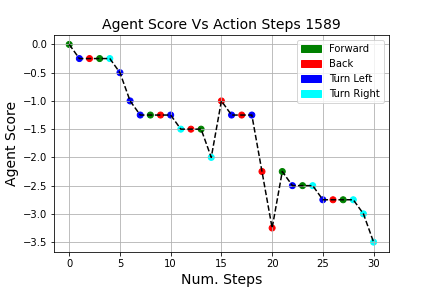 Agent Score Vs Action Steps 1589
Agent Score
0.0
−0.5
−1.0
−1.5
−2.0
−2.5
−3.0
−3.5
Forward
Back
Turn Left
Turn Right
0 5 10 15 20 25 30
Num. Steps